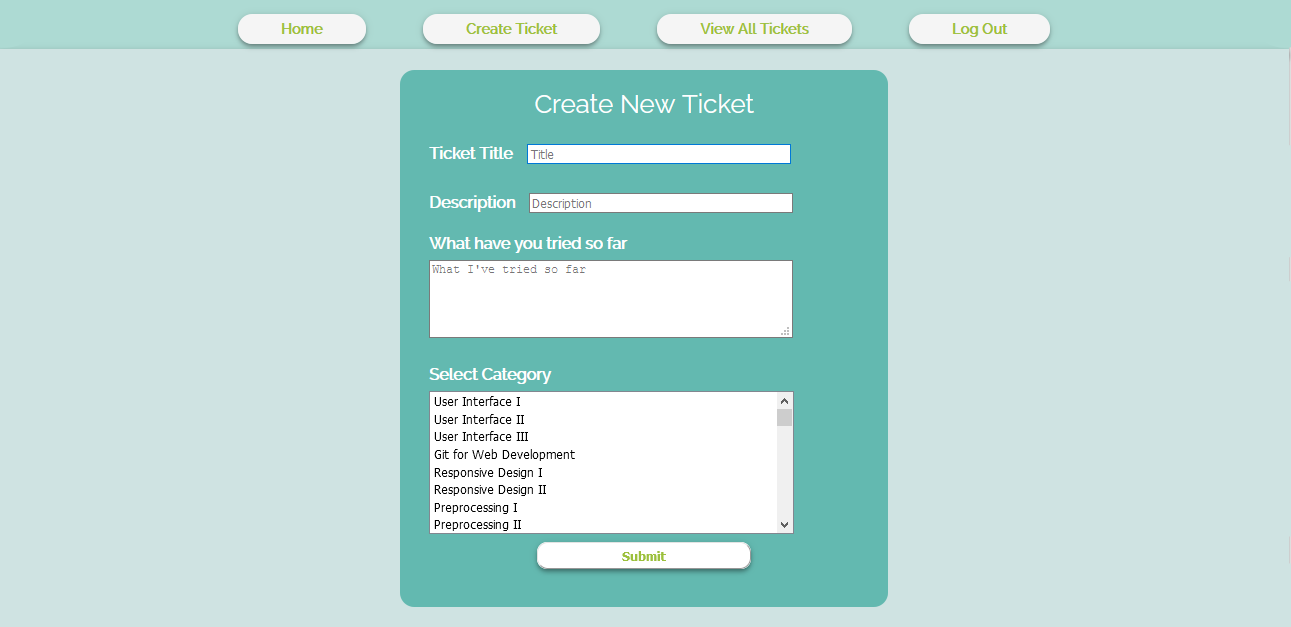 Home Create Ticket View All Tickets Log Out
Create New Ticket
Ticket Title Title
Description Description
What have you tried so far
What I've tried so far
Select Category
User Interface I
User Interface II
User Interface III
Git for Web Development
Responsive Design I
Responsive Design II
Preprocessing I
Preprocessing II
Submit